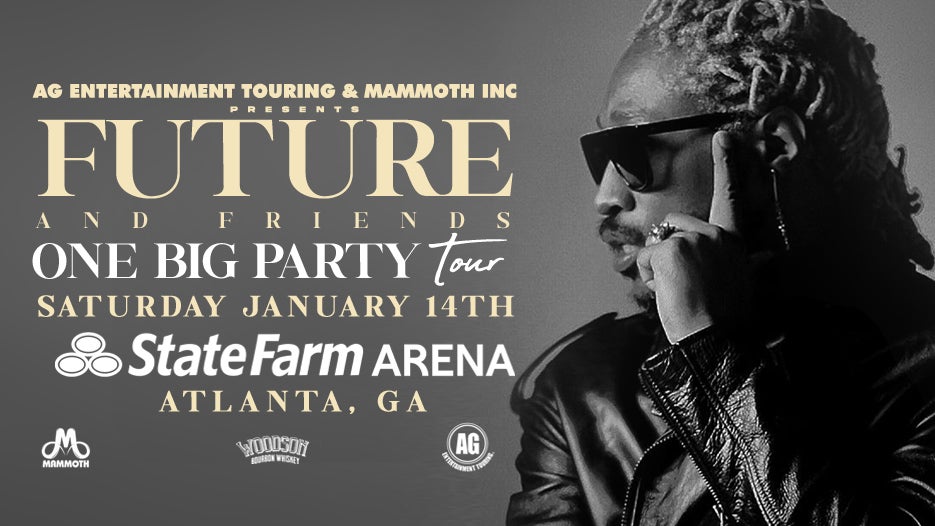 AG ENTERTAINMENT TOURING & MAMMOTH INC
PRESENTS
FUTURE
AND FRIENDS
ONE BIG PARTY tour
SATURDAY JANUARY 14TH
State Farm ARENA
ATLANTA, GA
MAMMOTH
WOODSON
BOURBON WHISKEY
AG
ENTERTAINMENT TOURING.